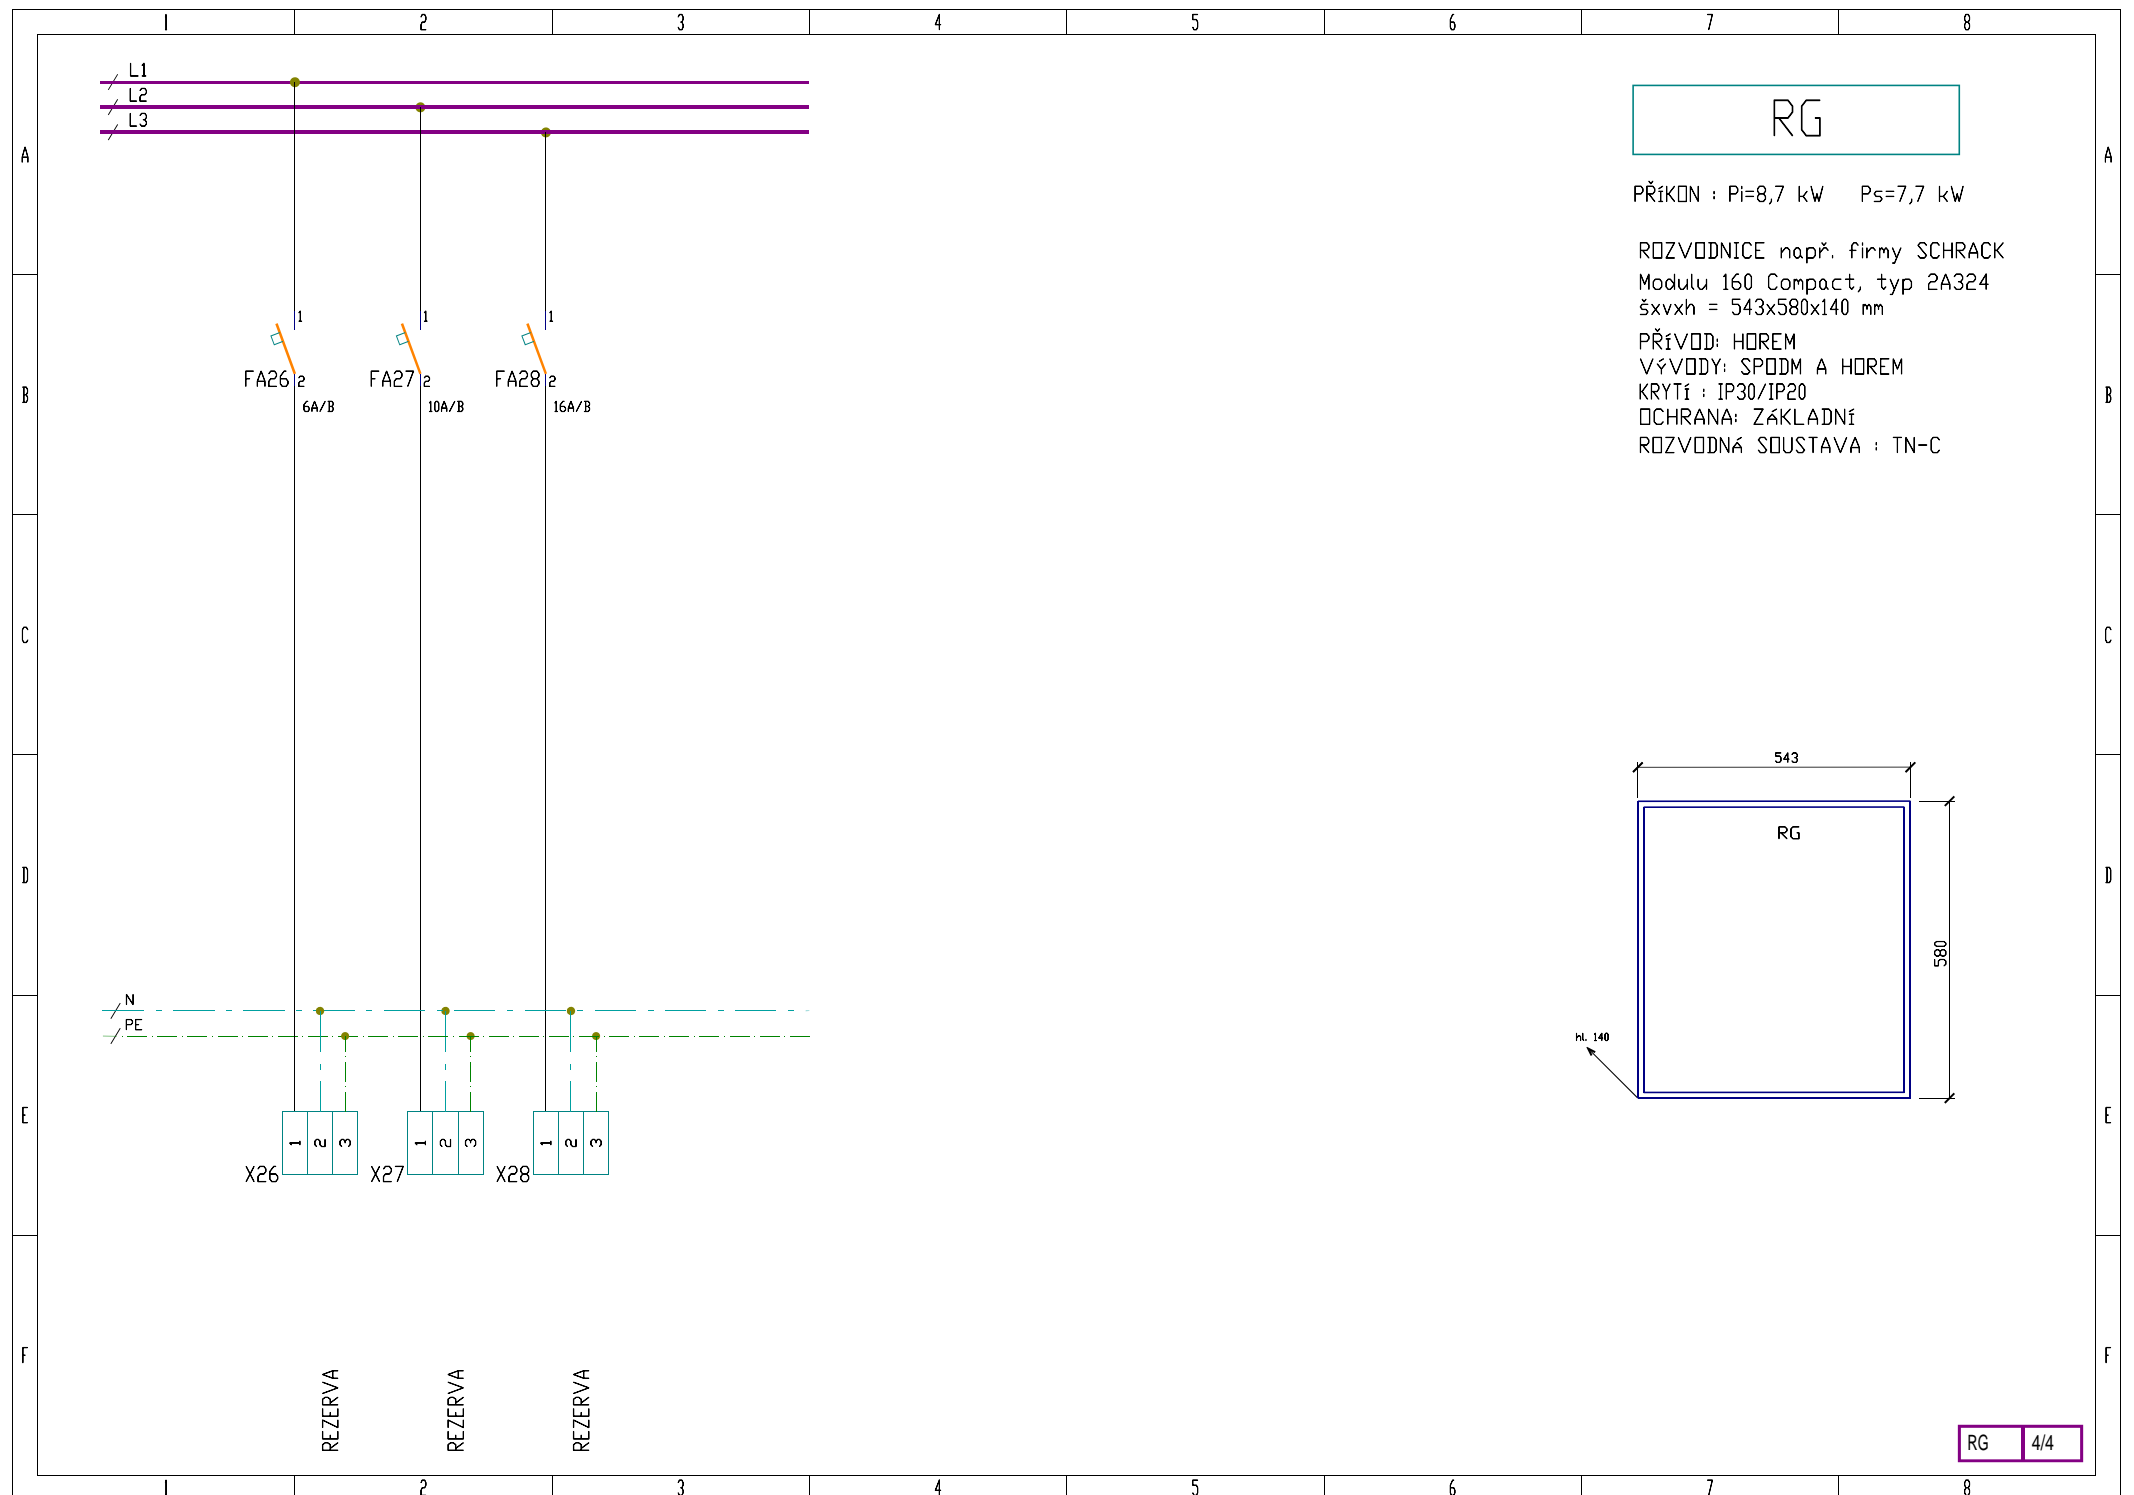 1 2 3 4 5 6 7 8
L1
L2
L3
RG
A A
PŘÍKON : Pi=8,7 kW Ps=7,7 kW
ROZVODNICE např. firmy SCHRACK
Modulu 160 Compact, typ 2A324
šxvxh = 543x580x140 mm
1 1 1
PŘÍVOD: HOREM
VÝVODY: SPODM A HOREM
FA26 2 FA27 2 FA28 2
KRYTÍ : IP30/IP20
B B
6A/B 10A/B 16A/B
OCHRANA: ZÁKLADNÍ
ROZVODNÁ SOUSTAVA : TN-C
C C
543
RG
D D
580
N
PE
hl. 140
E E
1 2 3 1 2 3 1 2 3
X26 X27 X28
F F
REZERVA REZERVA REZERVA
RG 4/4
1 2 3 4 5 6 7 8